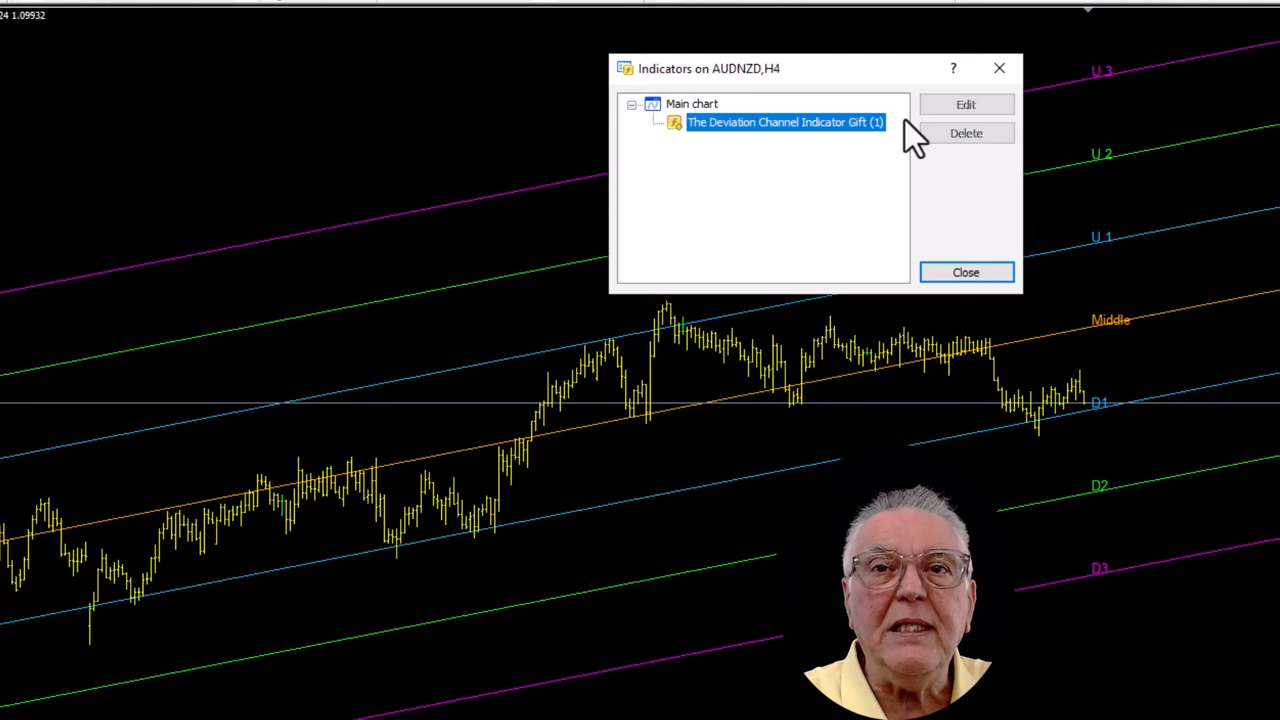 24 1.09932
Indicators on AUDNZD,H4
?
Main chart
Edit
The Deviation Channel Indicator Gift (1)
Delete
Close
U 3
U 2
U 1
Middle
D1
D2
D3